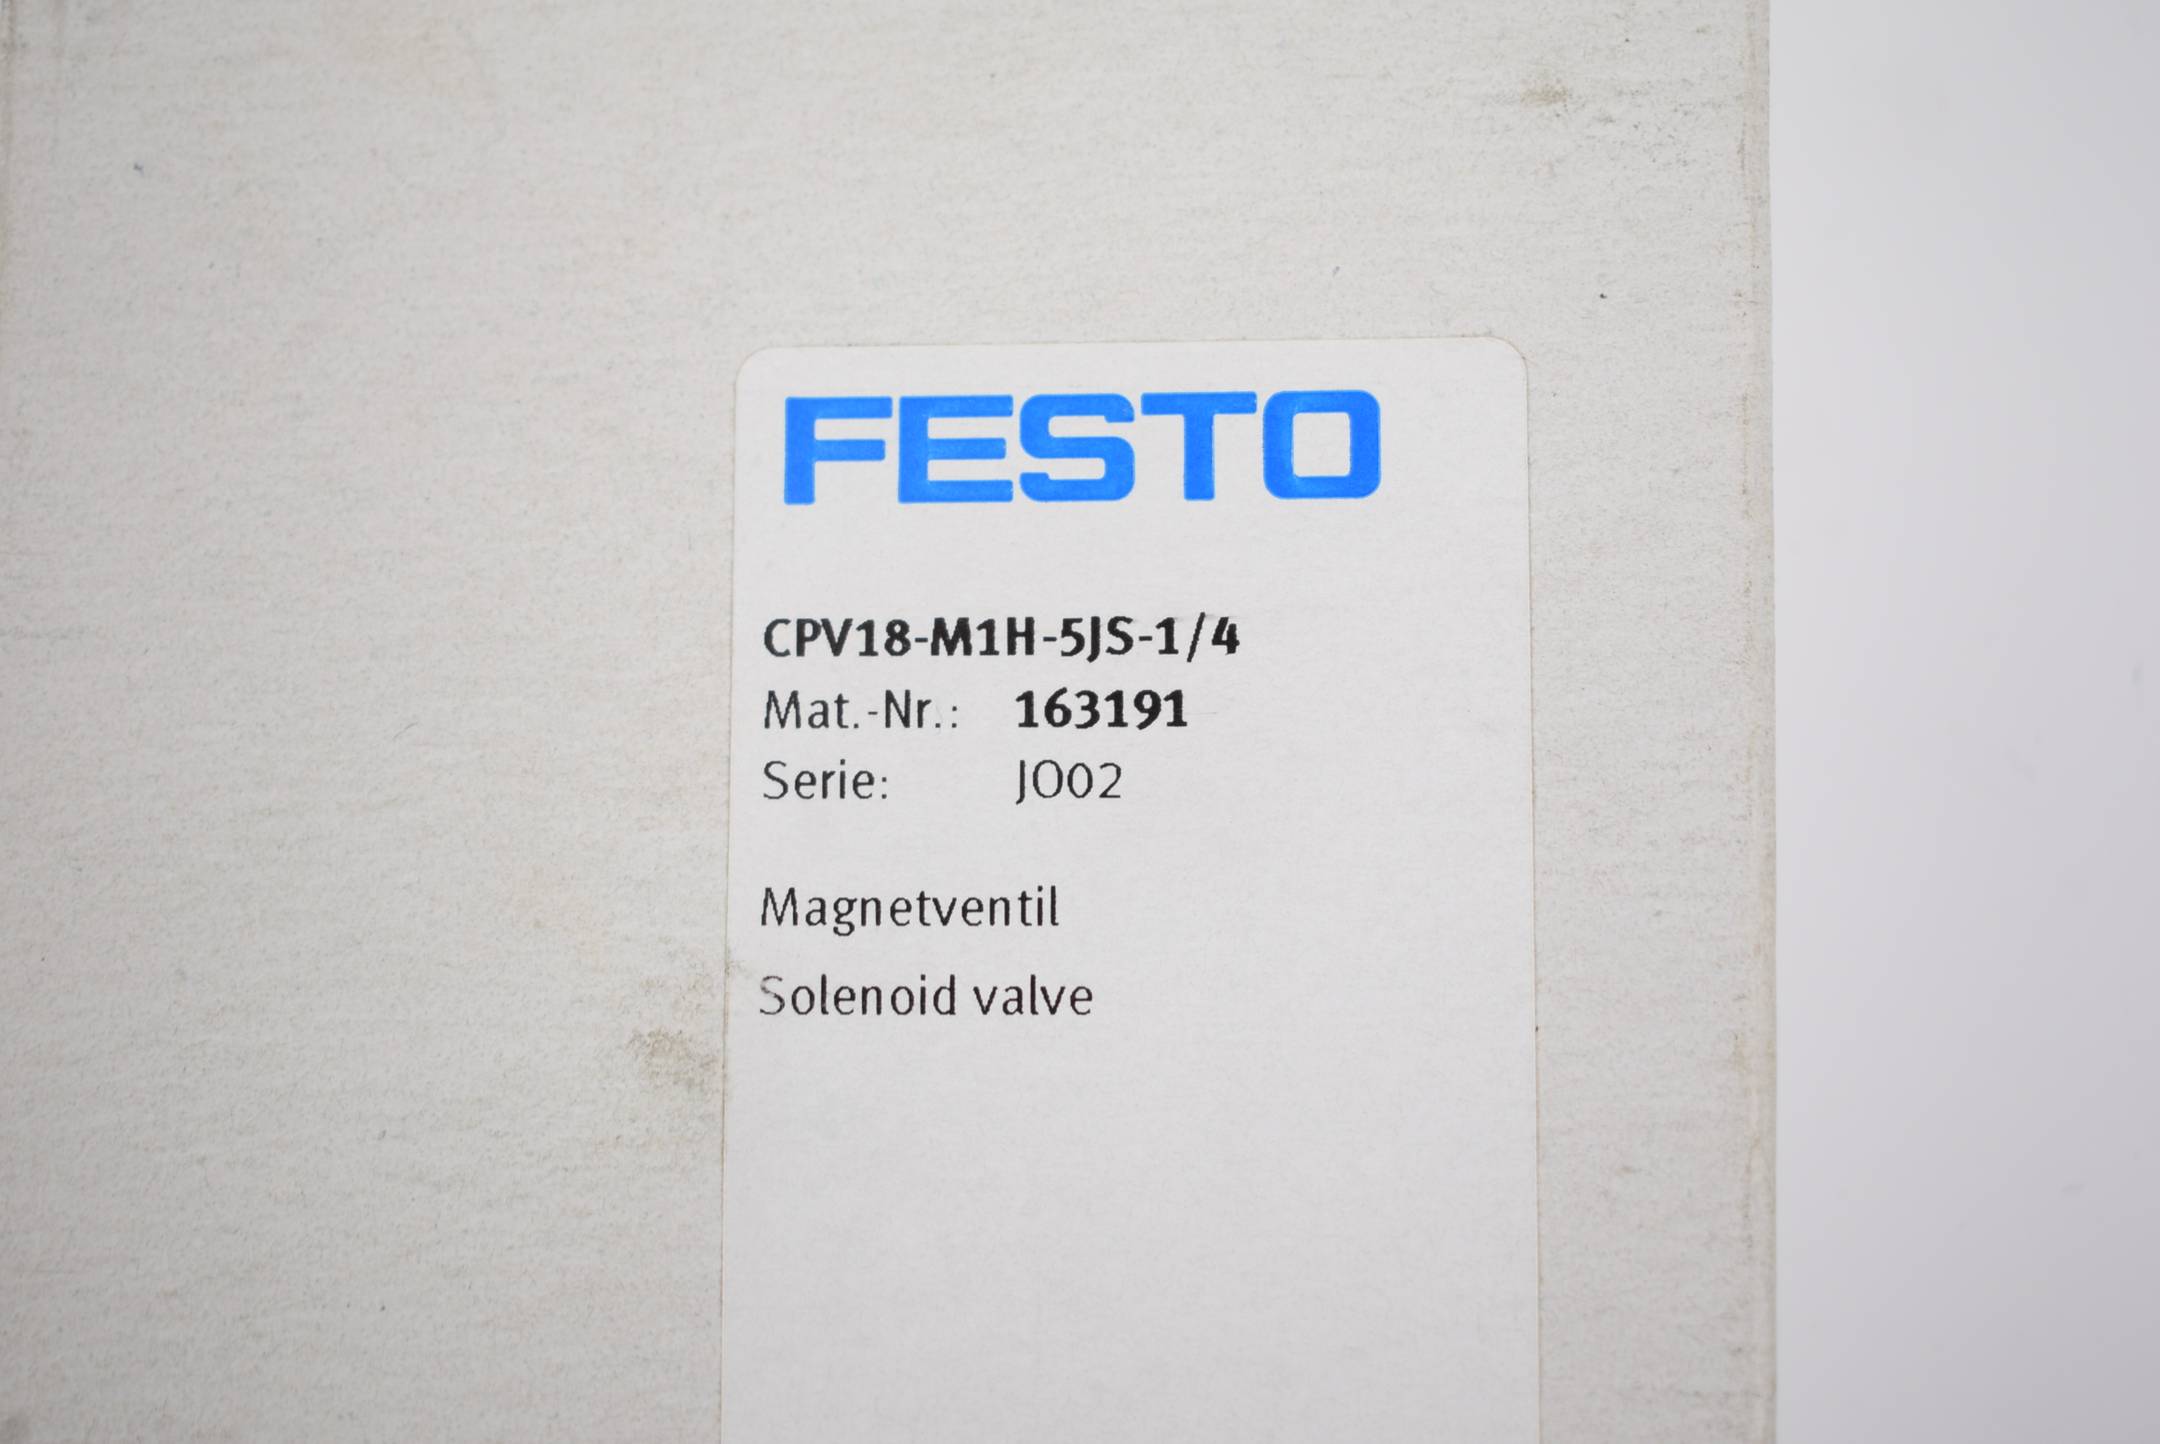 FESTO
CPV18-M1H-5JS-1/4
Mat.-Nr.: 163191
Serie: JO02
Magnetventil
Solenoid valve